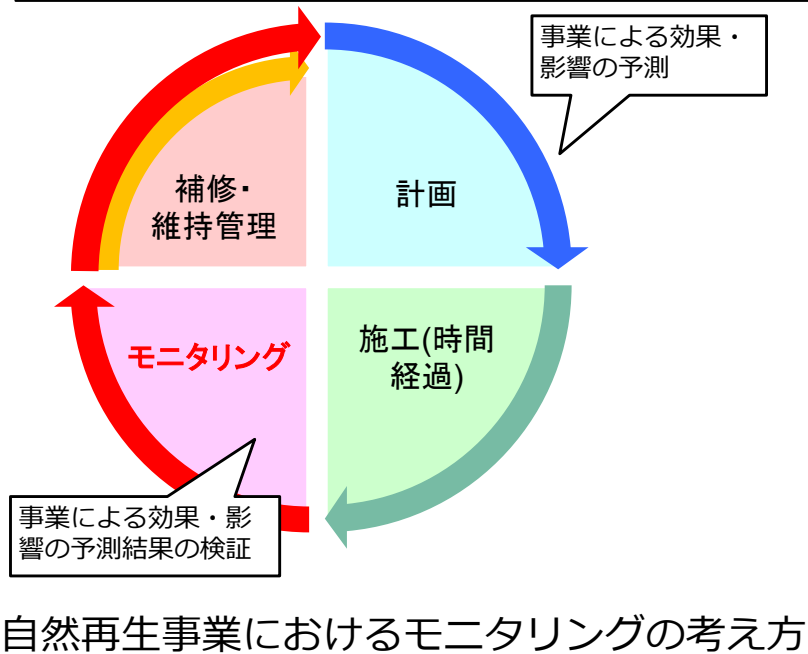 事業による効果・
影響の予測
補修・
維持管理
計画
モニタリング
施工(時間
経過)
事業による効果・影
響の予測結果の検証
自然再生事業におけるモニタリングの考え方